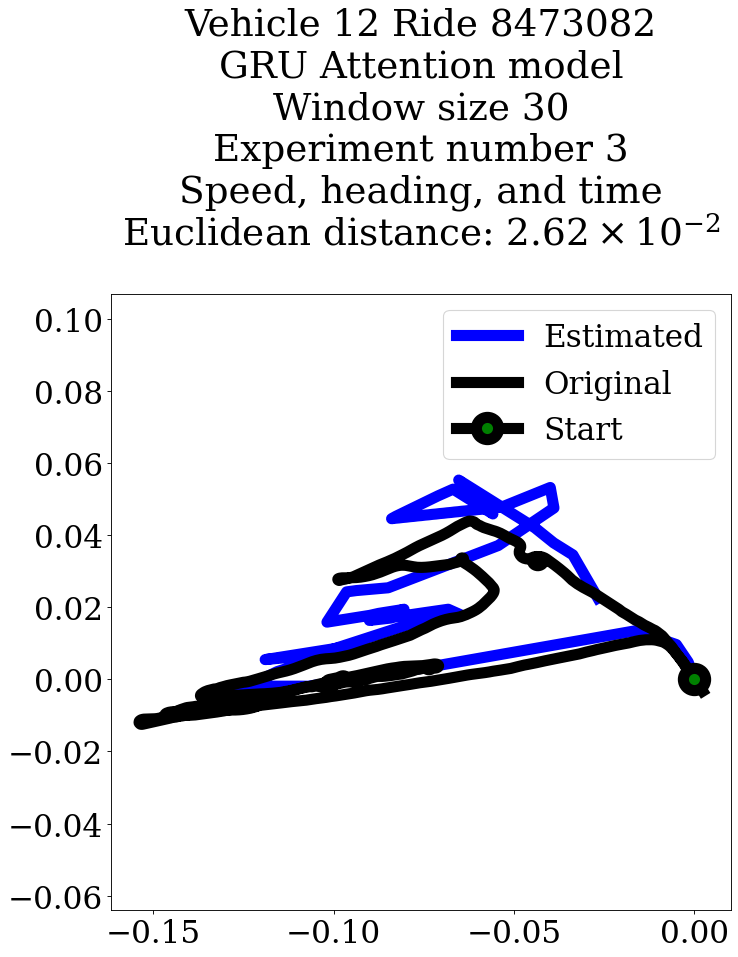 Vehicle 12 Ride 8473082
GRU Attention model
Window size 30
Experiment number 3
Speed, heading, and time
Euclidean distance: 2.62 × 10⁻²
Estimated
Original
Start
0.10
0.08
0.06
0.04
0.02
0.00
−0.02
−0.04
−0.06
−0.15 −0.10 −0.05 0.00